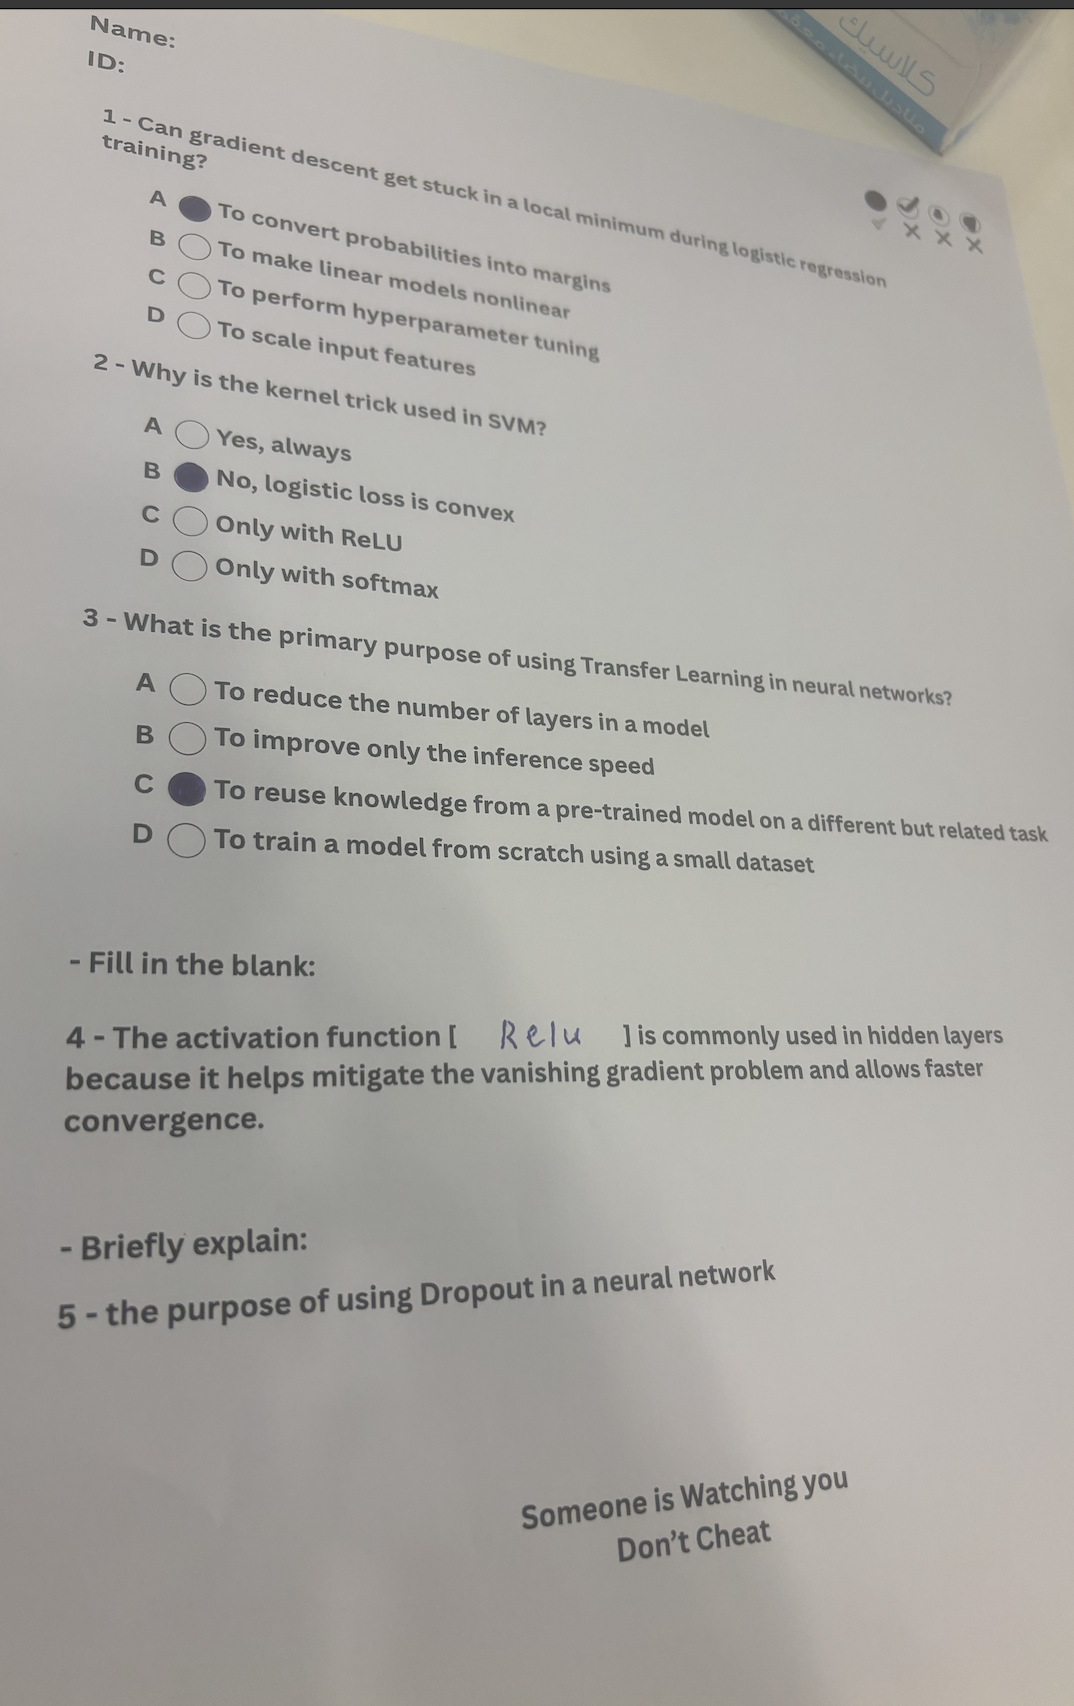 كلاسيك
Name:
ID:
1 - Can gradient descent get stuck in a local minimum during logistic regression
training?
A To convert probabilities into margins
B To make linear models nonlinear
C To perform hyperparameter tuning
D To scale input features
2 - Why is the kernel trick used in SVM?
A Yes, always
B No, logistic loss is convex
C Only with ReLU
D Only with softmax
3 - What is the primary purpose of using Transfer Learning in neural networks?
A To reduce the number of layers in a model
B To improve only the inference speed
C To reuse knowledge from a pre-trained model on a different but related task
D To train a model from scratch using a small dataset
- Fill in the blank:
4 - The activation function [ Relu ] is commonly used in hidden layers
because it helps mitigate the vanishing gradient problem and allows faster
convergence.
- Briefly explain:
5 - the purpose of using Dropout in a neural network
Someone is Watching you
Don't Cheat